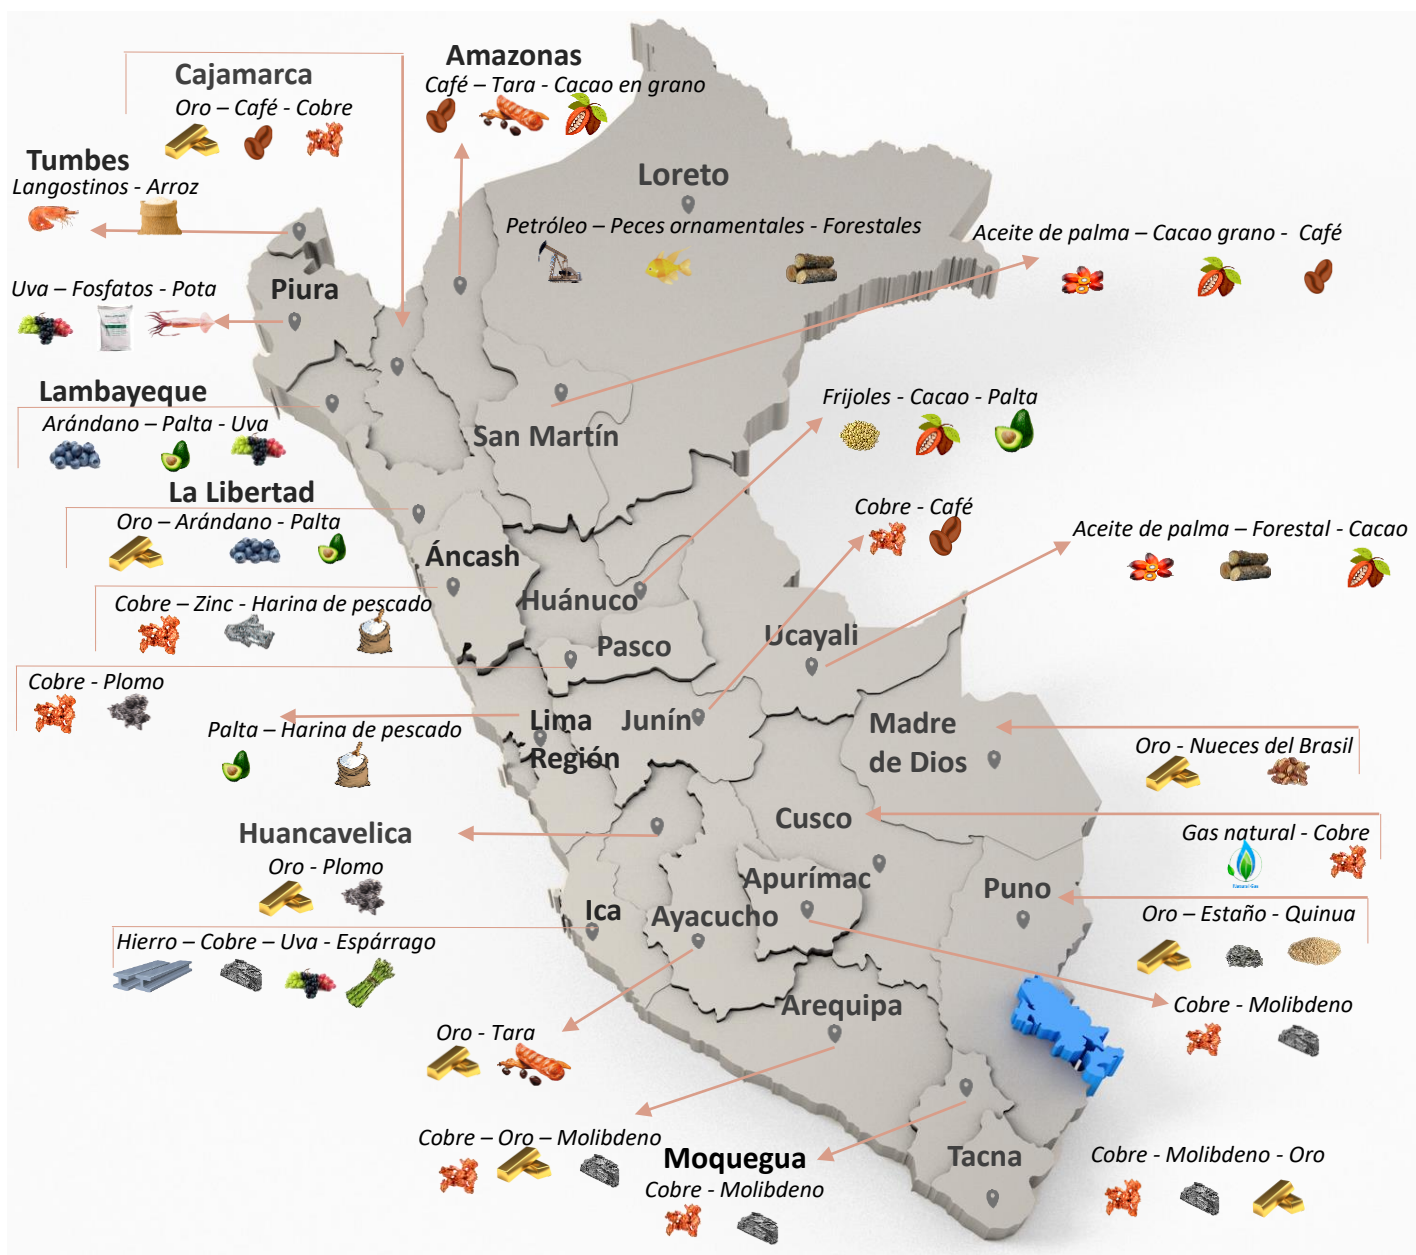 Amazonas
Café – Tara - Cacao en grano
Cajamarca
Oro – Café - Cobre
Tumbes
Langostinos - Arroz
Loreto
Petróleo – Peces ornamentales - Forestales
Aceite de palma – Cacao grano - Café
Uva – Fosfatos - Pota
Piura
Lambayeque
Arándano – Palta - Uva
San Martín
Frijoles - Cacao - Palta
La Libertad
Oro – Arándano - Palta
Cobre - Café
Aceite de palma – Forestal - Cacao
Áncash
Cobre – Zinc - Harina de pescado
Huánuco
Pasco
Ucayali
Cobre - Plomo
Palta – Harina de pescado
Lima
Región
Junín
Madre
de Dios
Oro - Nueces del Brasil
Huancavelica
Oro - Plomo
Cusco
Gas natural - Cobre
Natural Gas
Apurímac
Puno
Oro – Estaño - Quinua
Ica
Ayacucho
Hierro – Cobre – Uva - Espárrago
Cobre - Molibdeno
Arequipa
Oro - Tara
Cobre – Oro – Molibdeno
Moquegua
Cobre - Molibdeno
Tacna
Cobre - Molibdeno - Oro